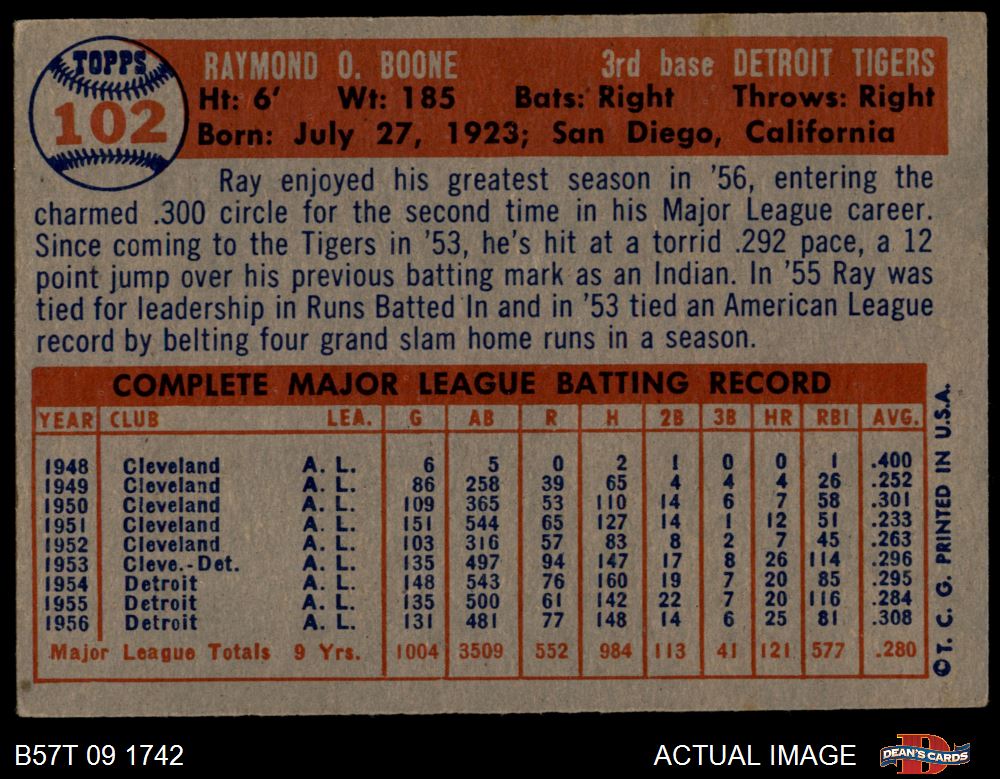 TOPPS
102
RAYMOND O. BOONE 3rd base DETROIT TIGERS
Ht: 6' Wt: 185 Bats: Right Throws: Right
Born: July 27, 1923; San Diego, California
Ray enjoyed his greatest season in '56, entering the
charmed .300 circle for the second time in his Major League career.
Since coming to the Tigers in '53, he's hit at a torrid .292 pace, a 12
point jump over his previous batting mark as an Indian. In '55 Ray was
tied for leadership in Runs Batted In and in '53 tied an American League
record by belting four grand slam home runs in a season.
COMPLETE MAJOR LEAGUE BATTING RECORD
YEAR CLUB LEA. G AB R H 2B 3B HR RBI AVG.
1948 Cleveland A. L. 6 5 0 2 1 0 0 1 .400
1949 Cleveland A. L. 86 258 39 65 4 4 4 26 .252
1950 Cleveland A. L. 109 365 53 110 14 6 7 58 .301
1951 Cleveland A. L. 151 544 65 127 14 1 12 51 .233
1952 Cleveland A. L. 103 316 57 83 8 2 7 45 .263
1953 Cleve.-Det. A. L. 135 497 94 147 17 8 26 114 .296
1954 Detroit A. L. 148 543 76 160 19 7 20 85 .295
1955 Detroit A. L. 135 500 61 142 22 7 20 116 .284
1956 Detroit A. L. 131 481 77 148 14 6 25 81 .308
Major League Totals 9 Yrs. 1004 3509 552 984 113 41 121 577 .280
© T. C. G. PRINTED IN U.S.A.
B57T 09 1742 ACTUAL IMAGE
DEAN'S CARDS